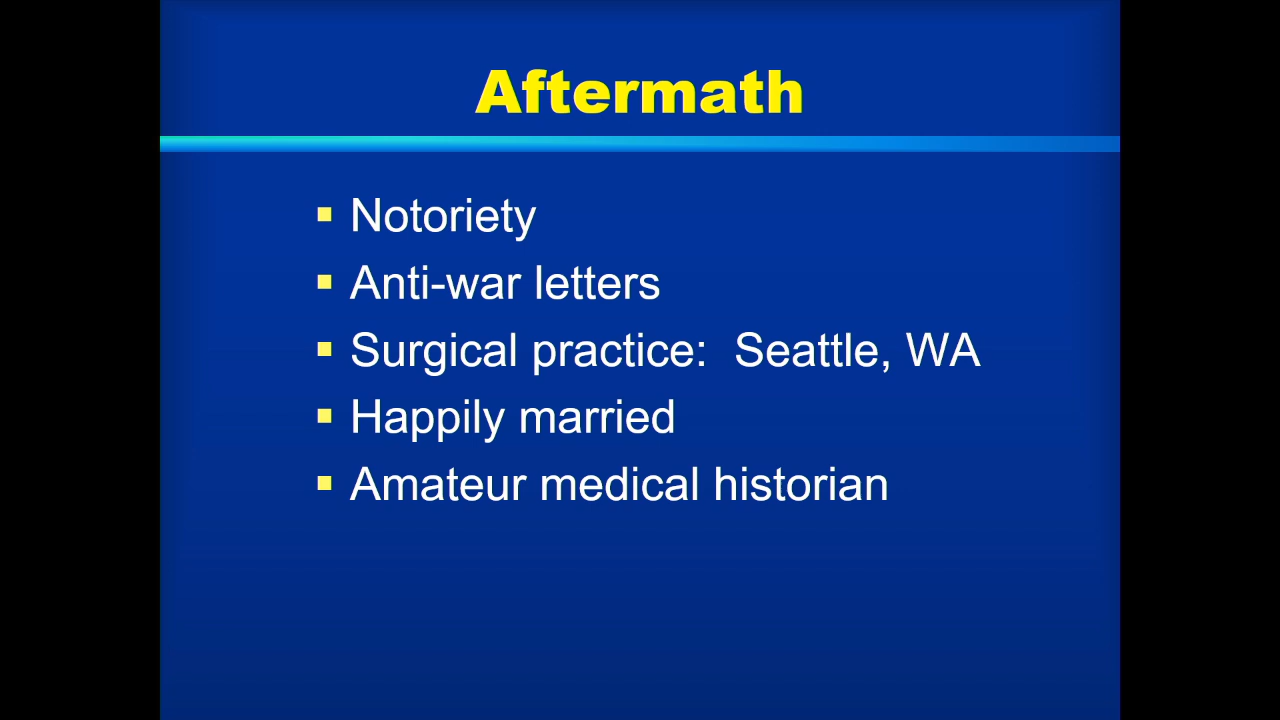 Aftermath
Notoriety
Anti-war letters
Surgical practice:  Seattle, WA
Happily married
Amateur medical historian